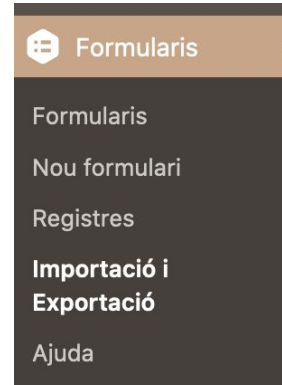 Formularis
Formularis
Nou formulari
Registres
Importació i
Exportació
Ajuda